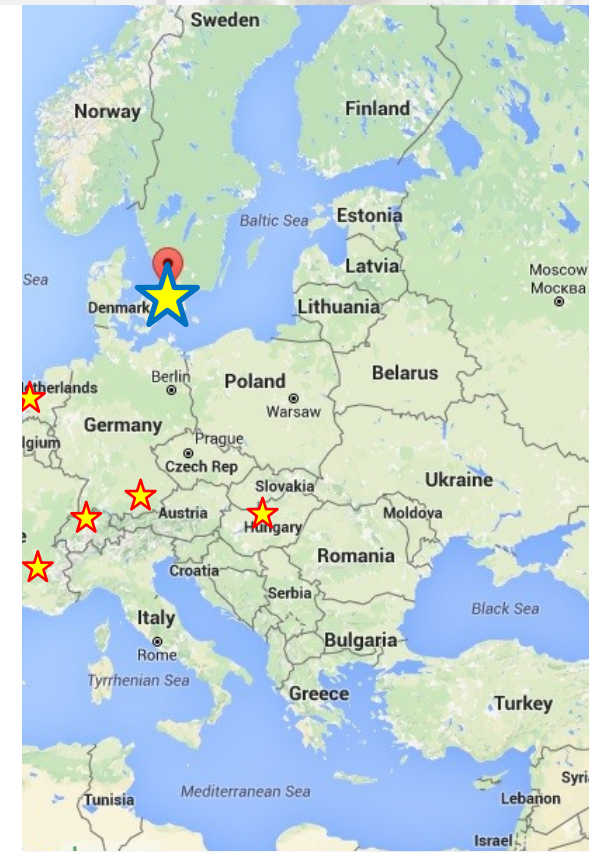 Sweden
Norway
Finland
Baltic Sea
Estonia
Latvia
Moscow
Москва
Sea
Denmark
Lithuania
Belarus
Berlin
Poland
Warsaw
therlands
Germany
lgium
Prague
Czech Rep
Ukraine
Slovakia
Austria
Moldova
Hungary
e
Romania
Croatia
Serbia
Black Sea
Italy
Rome
Bulgaria
Tyrrhenian Sea
Greece
Turkey
Syri
Mediterranean Sea
Tunisia
Lebanon
Israel